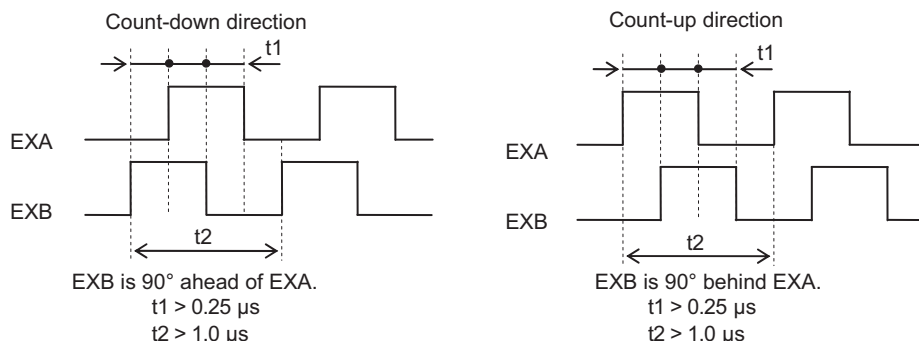 Count-down direction
t1
EXA
EXB
t2
EXB is 90° ahead of EXA.
t1 > 0.25 μs
t2 > 1.0 μs
Count-up direction
t1
EXA
EXB
t2
EXB is 90° behind EXA.
t1 > 0.25 μs
t2 > 1.0 μs